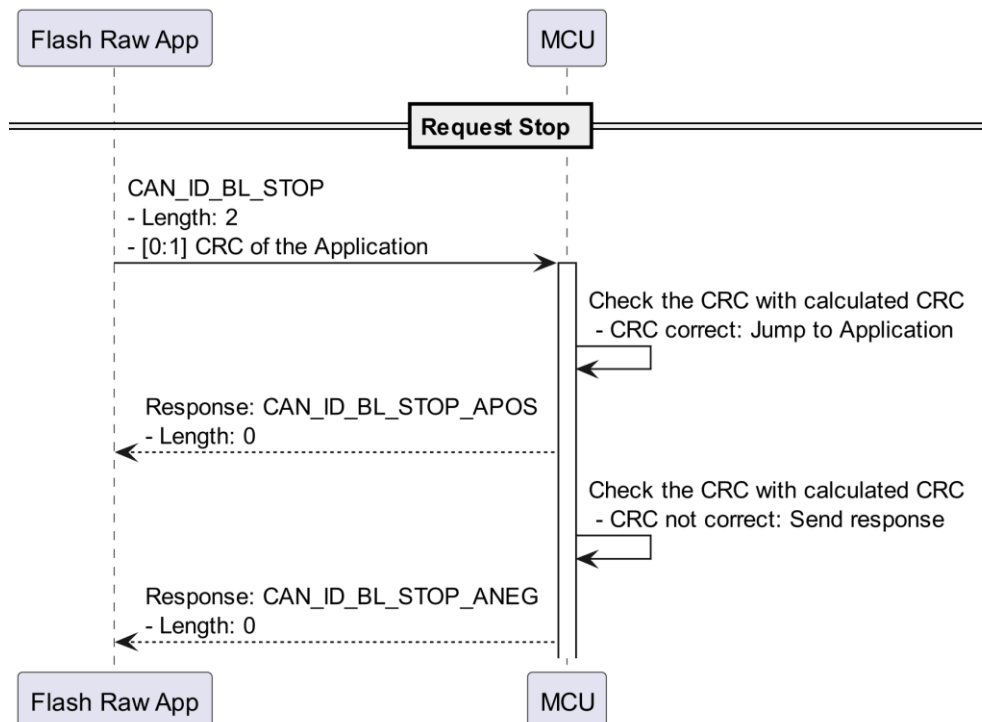 Flash Raw App
MCU
Request Stop
CAN_ID_BL_STOP
- Length: 2
- [0:1] CRC of the Application
Check the CRC with calculated CRC
- CRC correct: Jump to Application
Response: CAN_ID_BL_STOP_APOS
- Length: 0
Check the CRC with calculated CRC
- CRC not correct: Send response
Response: CAN_ID_BL_STOP_ANEG
- Length: 0
Flash Raw App
MCU